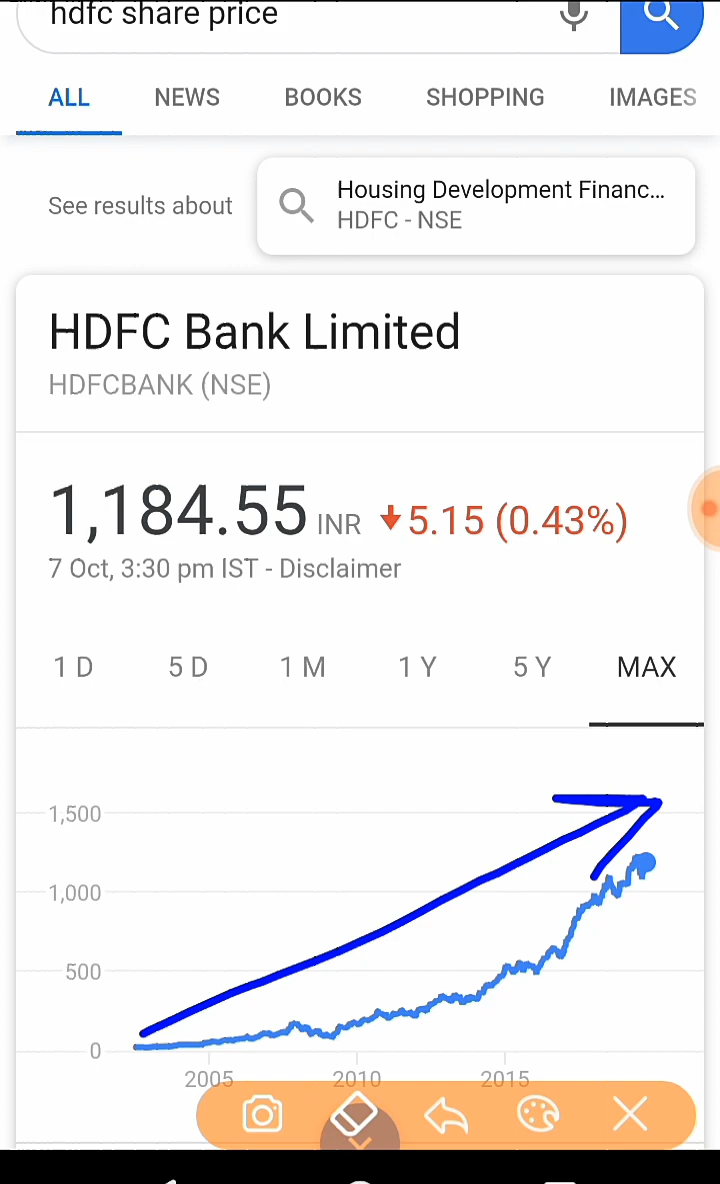 hdfc share price
ALL NEWS BOOKS SHOPPING IMAGES
See results about
Housing Development Financ...
HDFC - NSE
HDFC Bank Limited
HDFCBANK (NSE)
1,184.55 INR 5.15 (0.43%)
7 Oct, 3:30 pm IST - Disclaimer
1 D 5 D 1 M 1 Y 5 Y MAX
1,500
1,000
500
0
2005 2010 2015